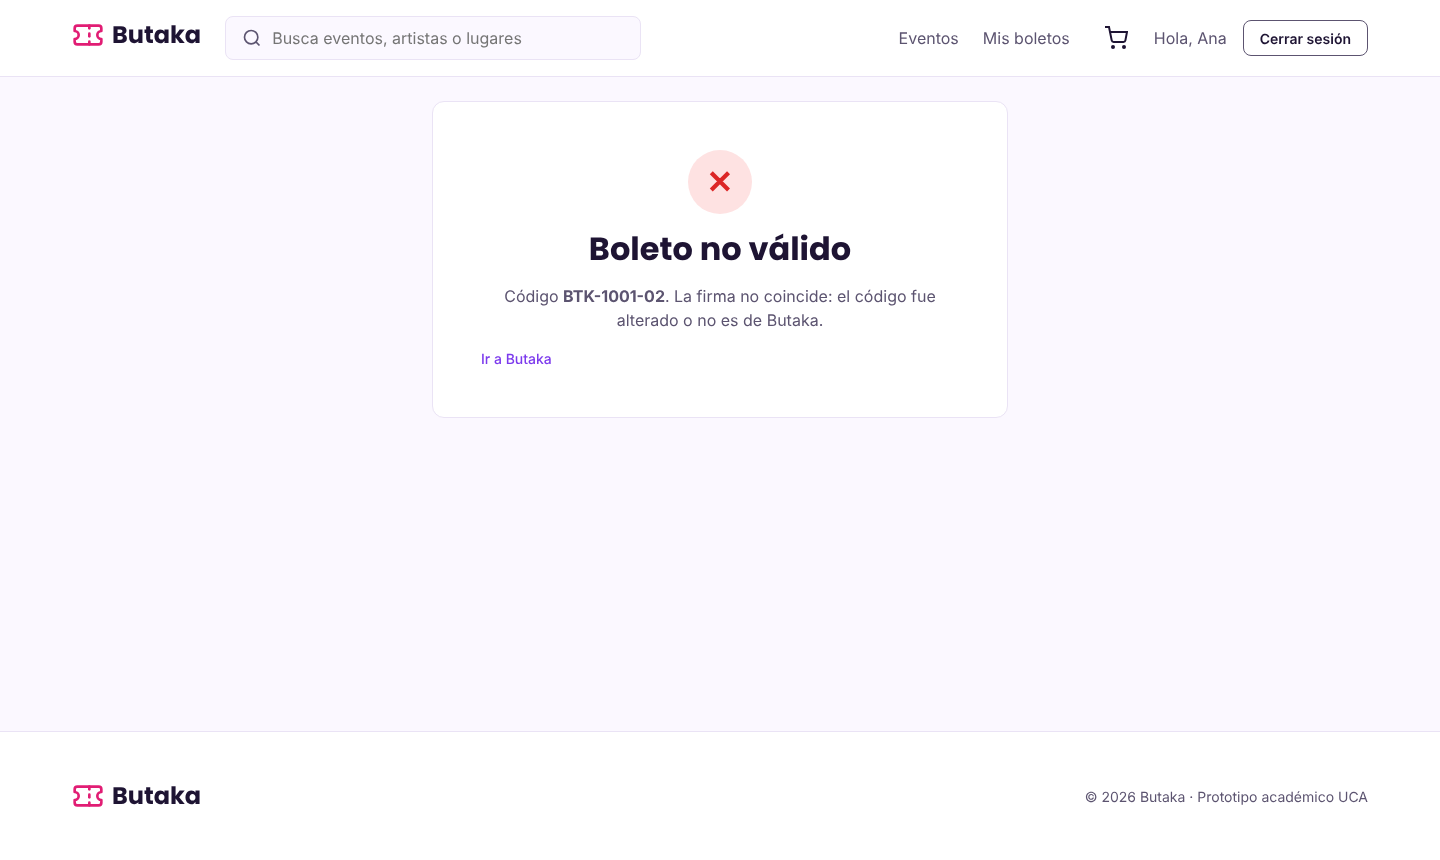 Butaka
Busca eventos, artistas o lugares
Eventos
Mis boletos
Hola, Ana
Cerrar sesión
Boleto no válido
Código BTK-1001-02. La firma no coincide: el código fue
alterado o no es de Butaka.
Ir a Butaka
Butaka
© 2026 Butaka · Prototipo académico UCA